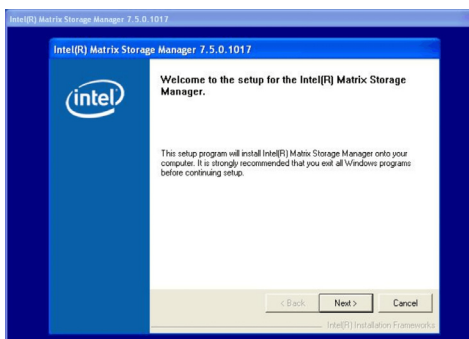 Intel(R) Matrix Storage Manager 7.5.0.1017
Intel(R) Matrix Storage Manager 7.5.0.1017
intel
Welcome to the setup for the Intel(R) Matrix Storage
Manager.
This setup program will install Intel(R) Matrix Storage Manager onto your
computer. It is strongly recommended that you exit all Windows programs
before continuing setup.
< Back Next > Cancel
Intel(R) Installation Frameworks